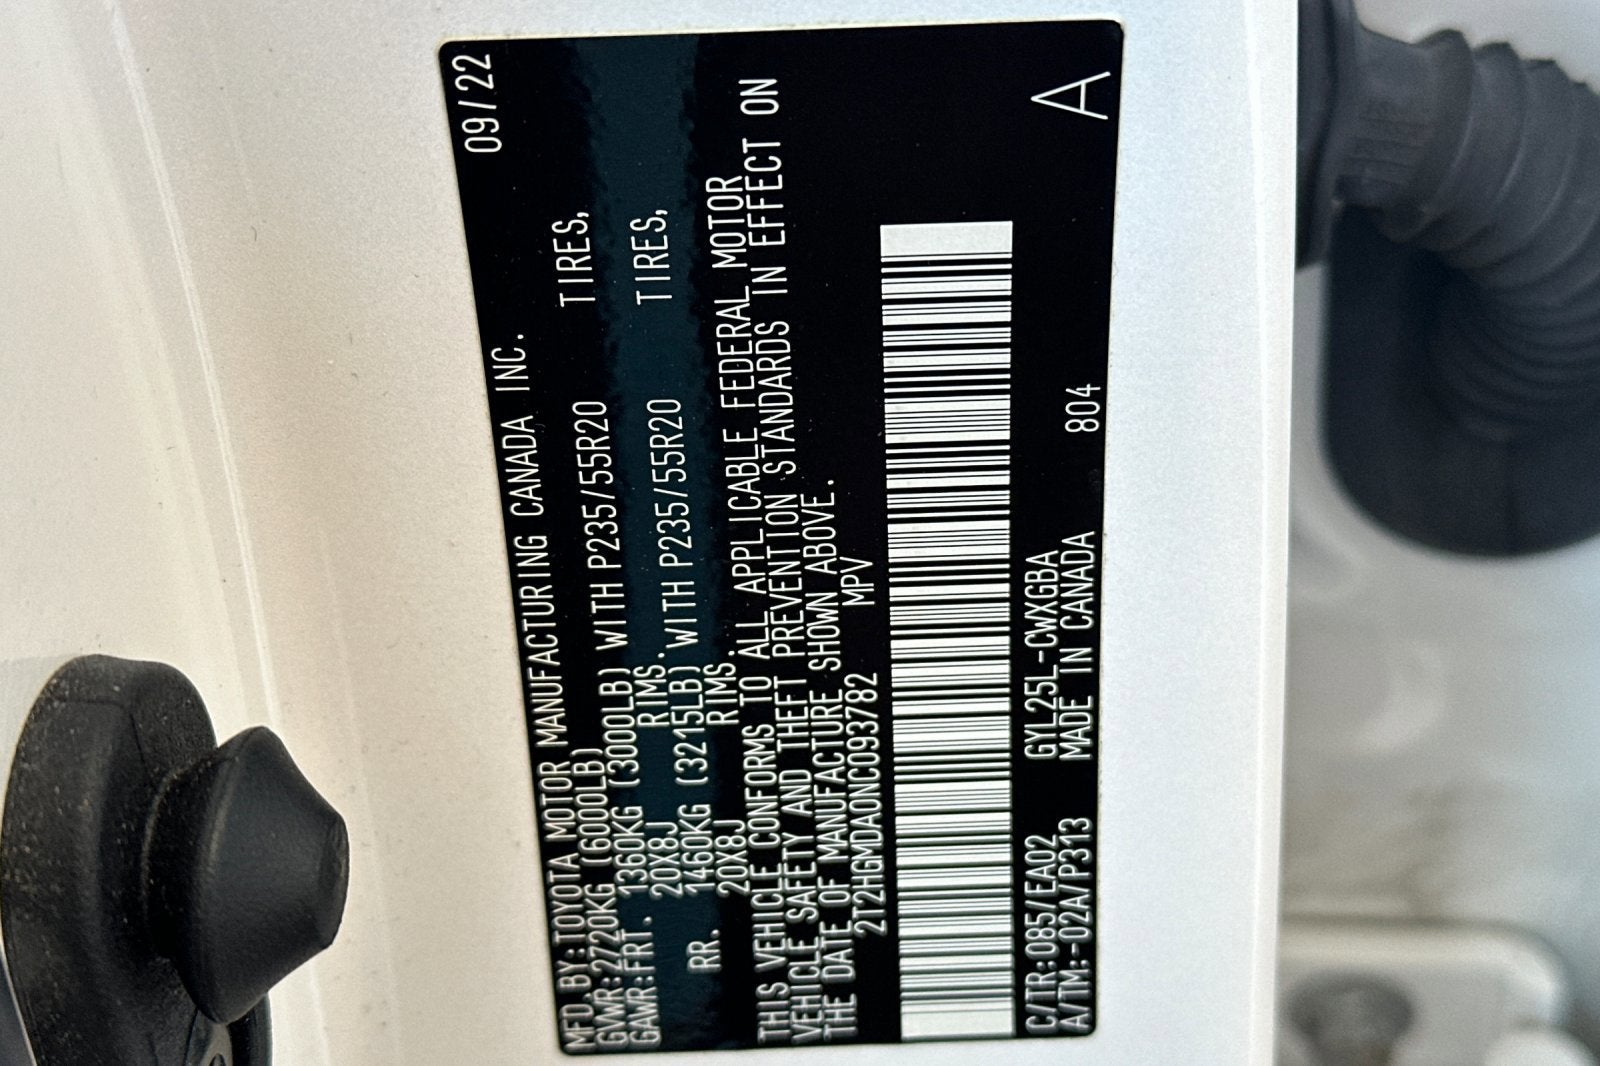 MFD. BY:TOYOTA MOTOR MANUFACTURING CANADA INC. 09/22
GVWR:2720KG (6000LB)
GAWR:FRT. 1360KG (3000LB) WITH P235/55R20 TIRES,
20X8J RIMS.
RR. 1460KG (3215LB) WITH P235/55R20 TIRES,
20X8J RIMS.
THIS VEHICLE CONFORMS TO ALL APPLICABLE FEDERAL MOTOR
VEHICLE SAFETY AND THEFT PREVENTION STANDARDS IN EFFECT ON
THE DATE OF MANUFACTURE SHOWN ABOVE.
2T2HGMDA0NC093782 MPV
C/TR:085/EA02 GYL25L-CWXGBA
A/TM:-02A/P313 MADE IN CANADA 804 A